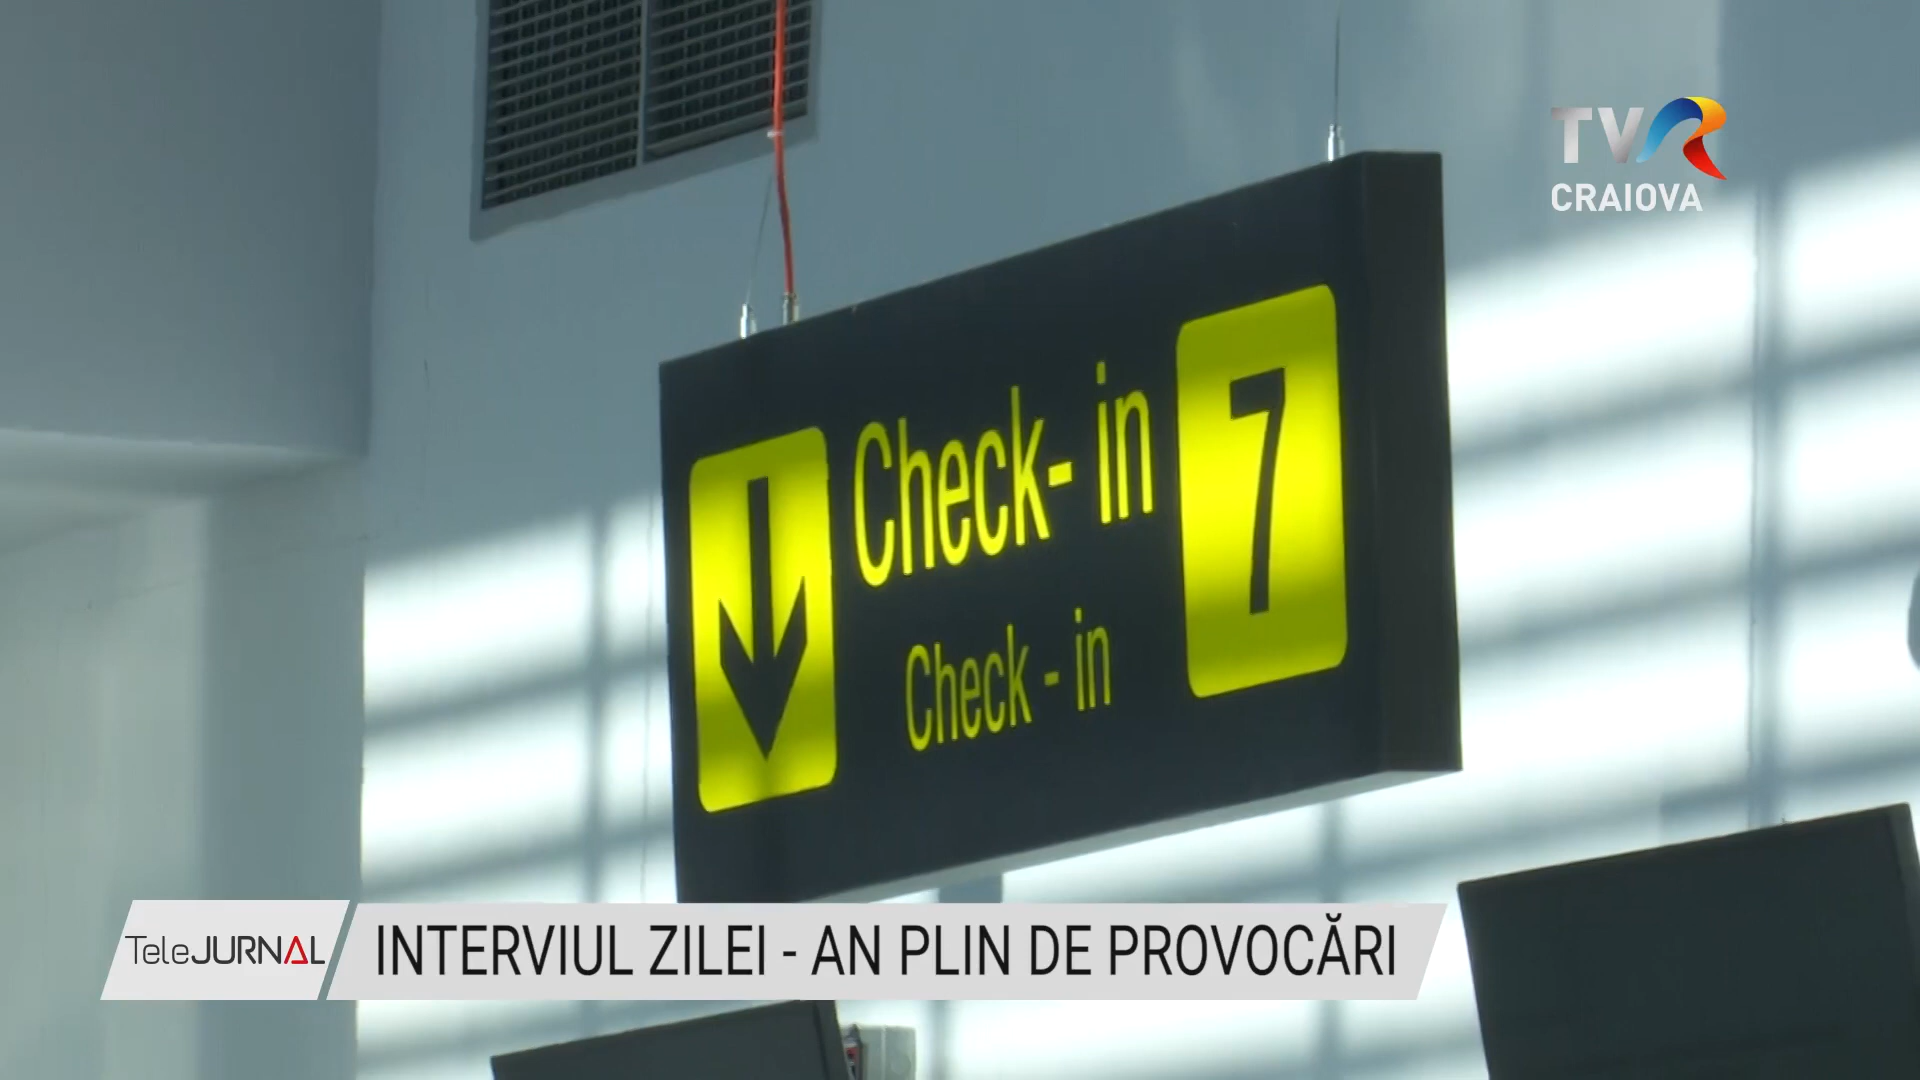 TVR
CRAIOVA
Check- in
7
Check - in
TeleJURNAL
INTERVIUL ZILEI - AN PLIN DE PROVOCĂRI